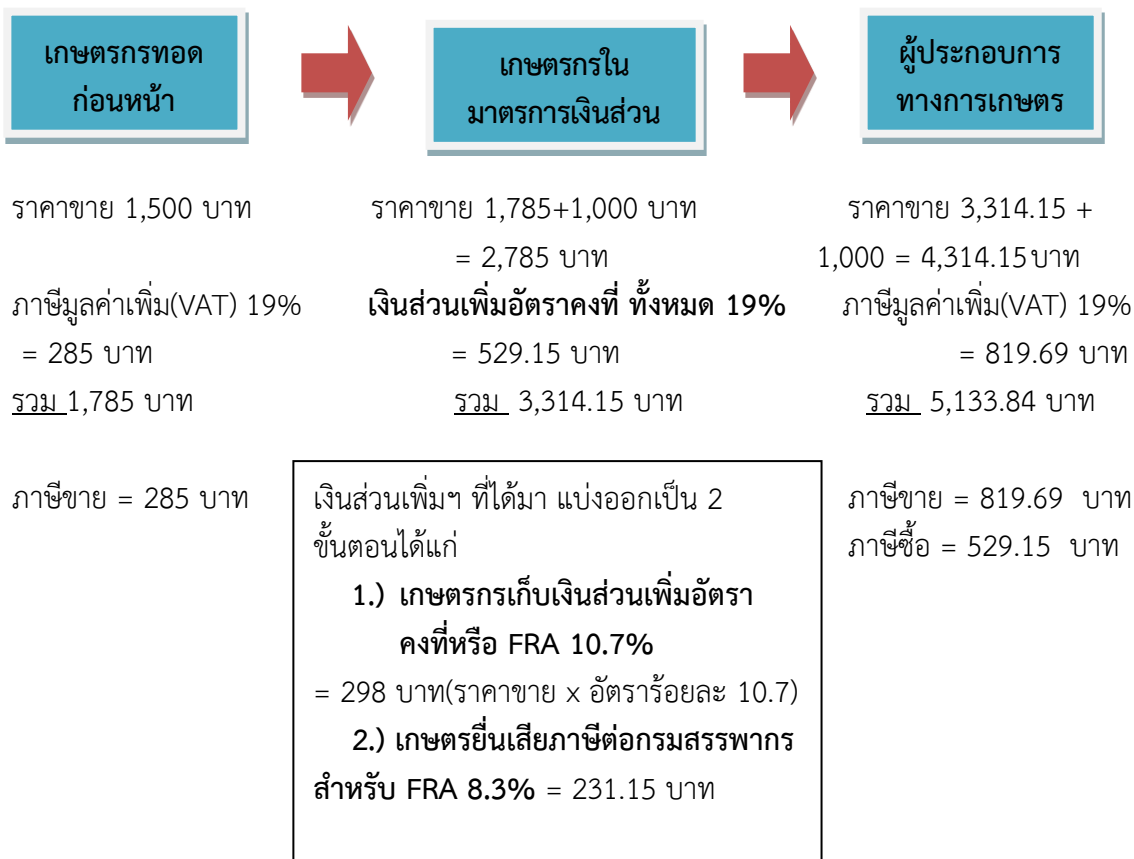 เกษตรกรทอด
ก่อนหน้า
เกษตรกรใน
มาตรการเงินส่วน
ผู้ประกอบการ
ทางการเกษตร
ราคาขาย 1,500 บาท
ภาษีมูลค่าเพิ่ม(VAT) 19%
= 285 บาท
รวม 1,785 บาท
ภาษีขาย = 285 บาท
ราคาขาย 1,785+1,000 บาท
= 2,785 บาท
เงินส่วนเพิ่มอัตราคงที่ ทั้งหมด 19%
= 529.15 บาท
รวม 3,314.15 บาท
เงินส่วนเพิ่มฯ ที่ได้มา แบ่งออกเป็น 2
ขั้นตอนได้แก่
1.) เกษตรกรเก็บเงินส่วนเพิ่มอัตรา
คงที่หรือ FRA 10.7%
= 298 บาท(ราคาขาย x อัตราร้อยละ 10.7)
2.) เกษตรยื่นเสียภาษีต่อกรมสรรพากร
สำหรับ FRA 8.3% = 231.15 บาท
ราคาขาย 3,314.15 +
1,000 = 4,314.15บาท
ภาษีมูลค่าเพิ่ม(VAT) 19%
= 819.69 บาท
รวม 5,133.84 บาท
ภาษีขาย = 819.69 บาท
ภาษีซื้อ = 529.15 บาท